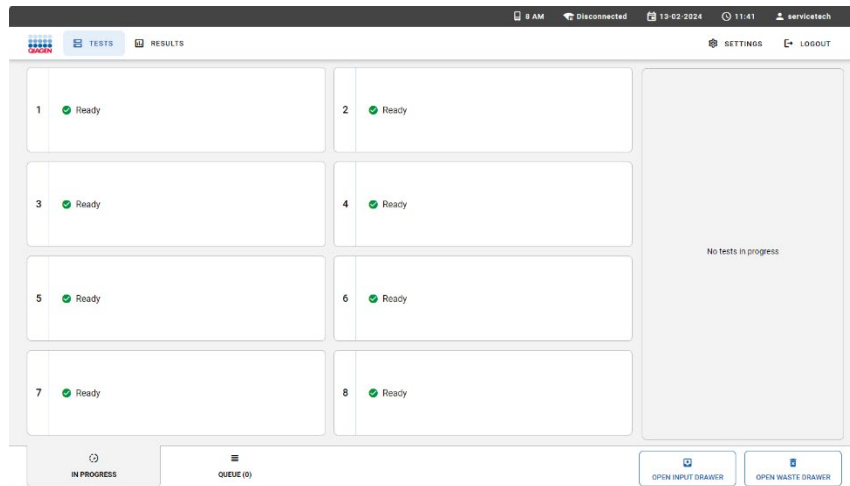 8 AM Disconnected 13-02-2024 11:41 servicetech
QIAGEN TESTS RESULTS SETTINGS LOGOUT
1 Ready 2 Ready
3 Ready 4 Ready
No tests in progress
5 Ready 6 Ready
7 Ready 8 Ready
IN PROGRESS QUEUE (0) OPEN INPUT DRAWER OPEN WASTE DRAWER